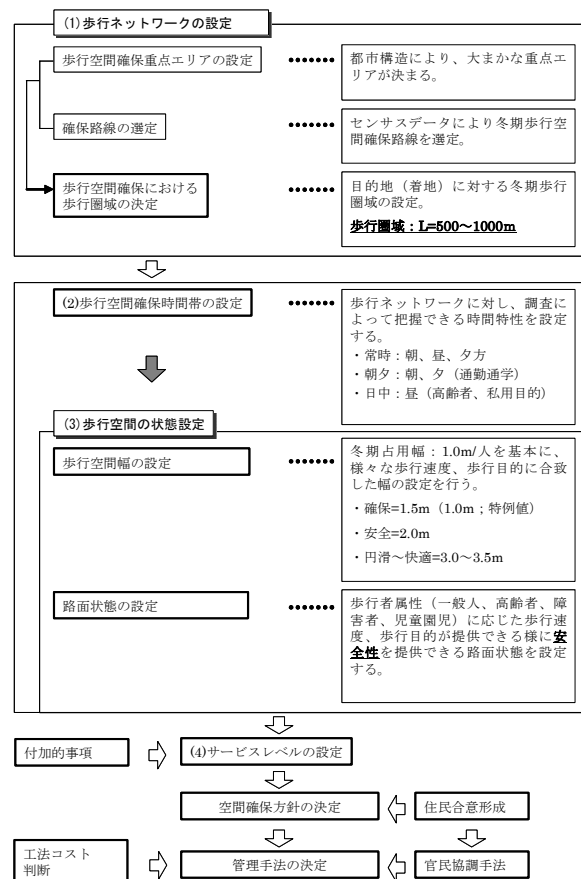 (1)歩行ネットワークの設定
歩行空間確保重点エリアの設定
都市構造により、大まかな重点エ
リアが決まる。
確保路線の選定
センサスデータにより冬期歩行空
間確保路線を選定。
歩行空間確保における
歩行圏域の決定
目的地（着地）に対する冬期歩行
圏域の設定。
歩行圏域：L=500～1000m
(2)歩行空間確保時間帯の設定
歩行ネットワークに対し、調査に
よって把握できる時間特性を設定
する。
・常時：朝、昼、夕方
・朝夕：朝、夕（通勤通学）
・日中：昼（高齢者、私用目的）
(3)歩行空間の状態設定
歩行空間幅の設定
冬期占用幅：1.0m/人を基本に、
様々な歩行速度、歩行目的に合致
した幅の設定を行う。
・確保=1.5m（1.0m；特例値）
・安全=2.0m
・円滑～快適=3.0～3.5m
路面状態の設定
歩行者属性（一般人、高齢者、障
害者、児童園児）に応じた歩行速
度、歩行目的が提供できる様に安
全性を提供できる路面状態を設定
する。
付加的事項
(4)サービスレベルの設定
空間確保方針の決定
住民合意形成
工法コスト
判断
管理手法の決定
官民協調手法